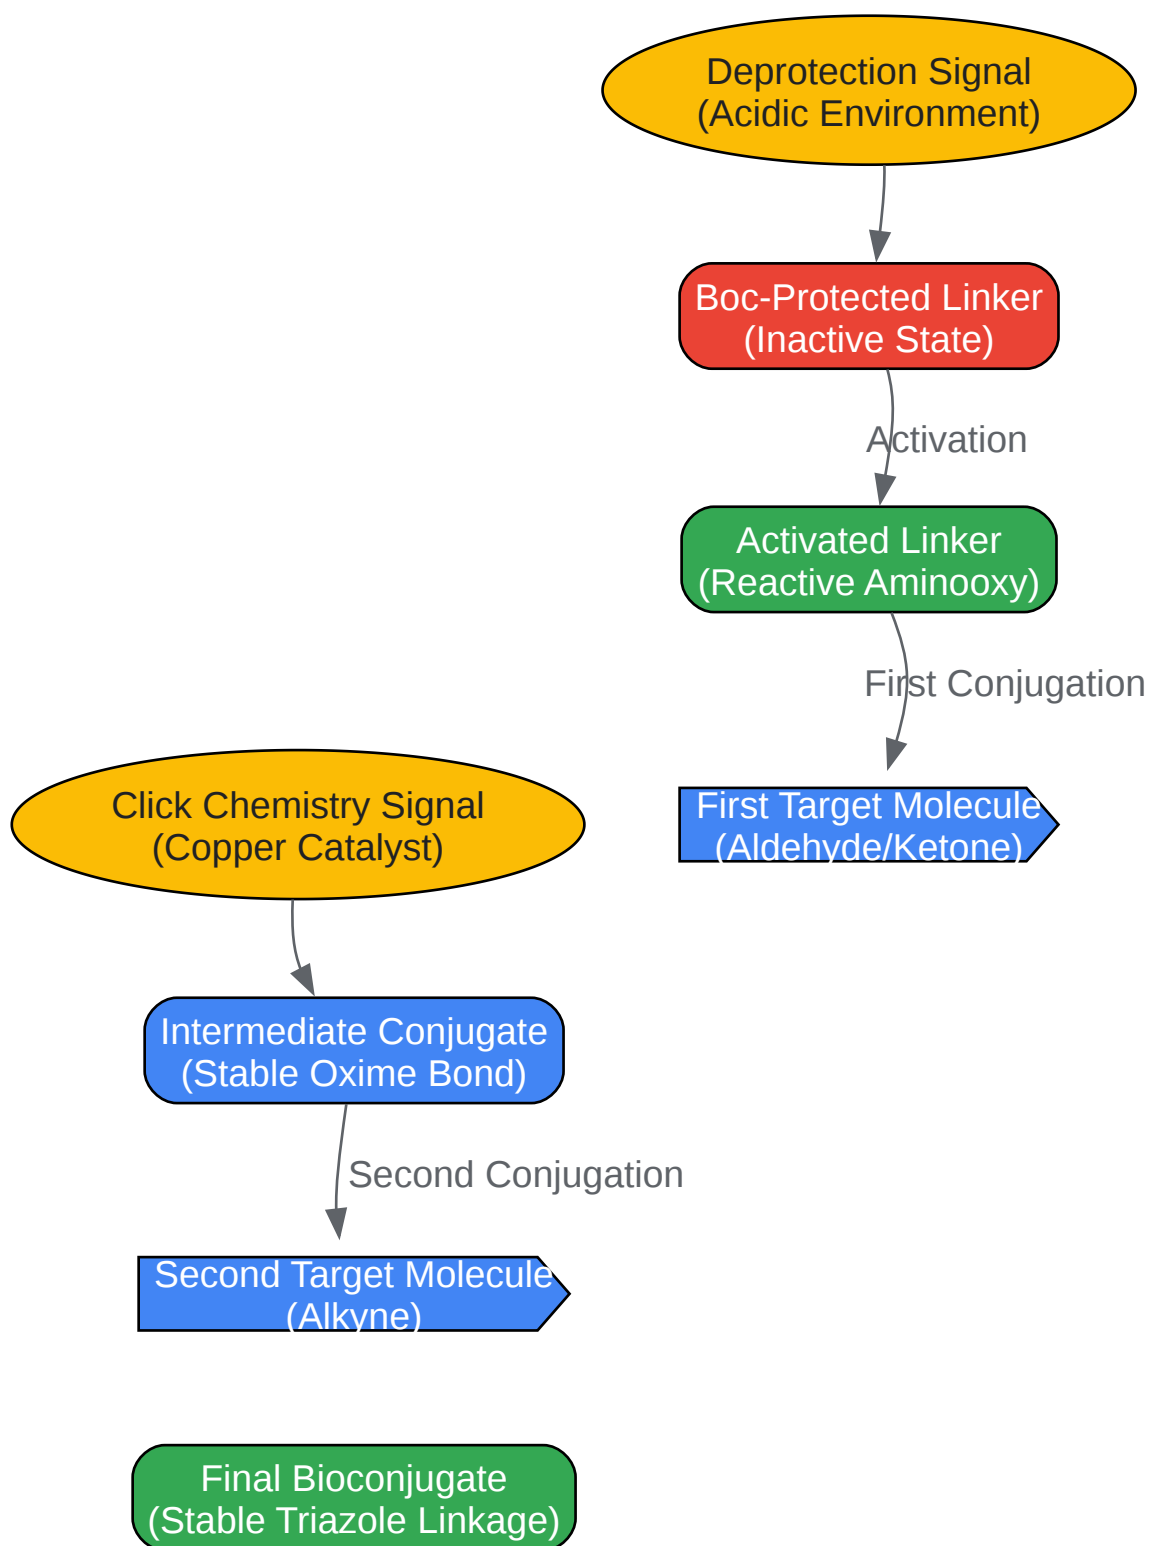 Deprotection Signal
(Acidic Environment)
Boc-Protected Linker
(Inactive State)
Activation
Activated Linker
(Reactive Aminooxy)
First Conjugation
First Target Molecule
(Aldehyde/Ketone)
Click Chemistry Signal
(Copper Catalyst)
Intermediate Conjugate
(Stable Oxime Bond)
Second Conjugation
Second Target Molecule
(Alkyne)
Final Bioconjugate
(Stable Triazole Linkage)